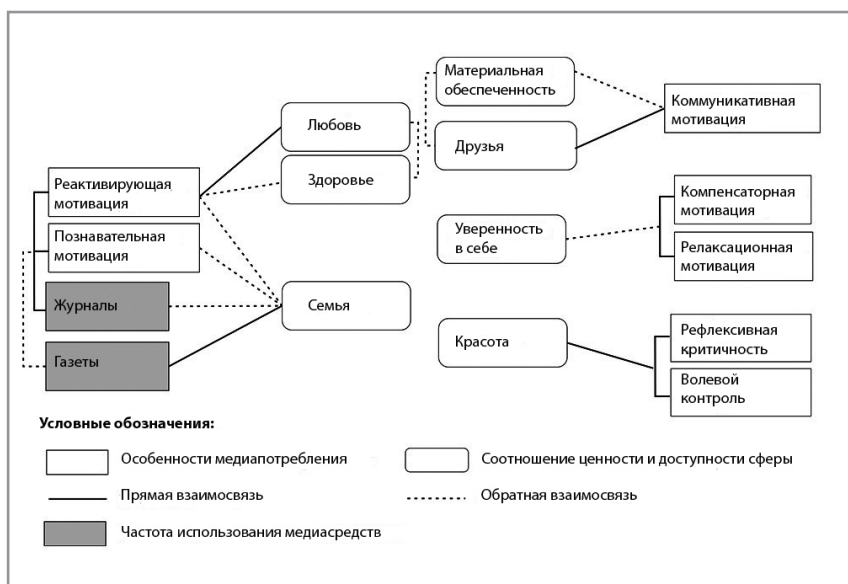 Материальная
обеспеченность
Коммуникативная
мотивация
Любовь
Друзья
Здоровье
Реактивирующая
мотивация
Компенсаторная
мотивация
Познавательная
мотивация
Уверенность
в себе
Релаксационная
мотивация
Журналы
Семья
Газеты
Красота
Рефлексивная
критичность
Волевой
контроль
Условные обозначения:
Особенности медиапотребления
Соотношение ценности и доступности сферы
Прямая взаимосвязь
Обратная взаимосвязь
Частота использования медиасредств